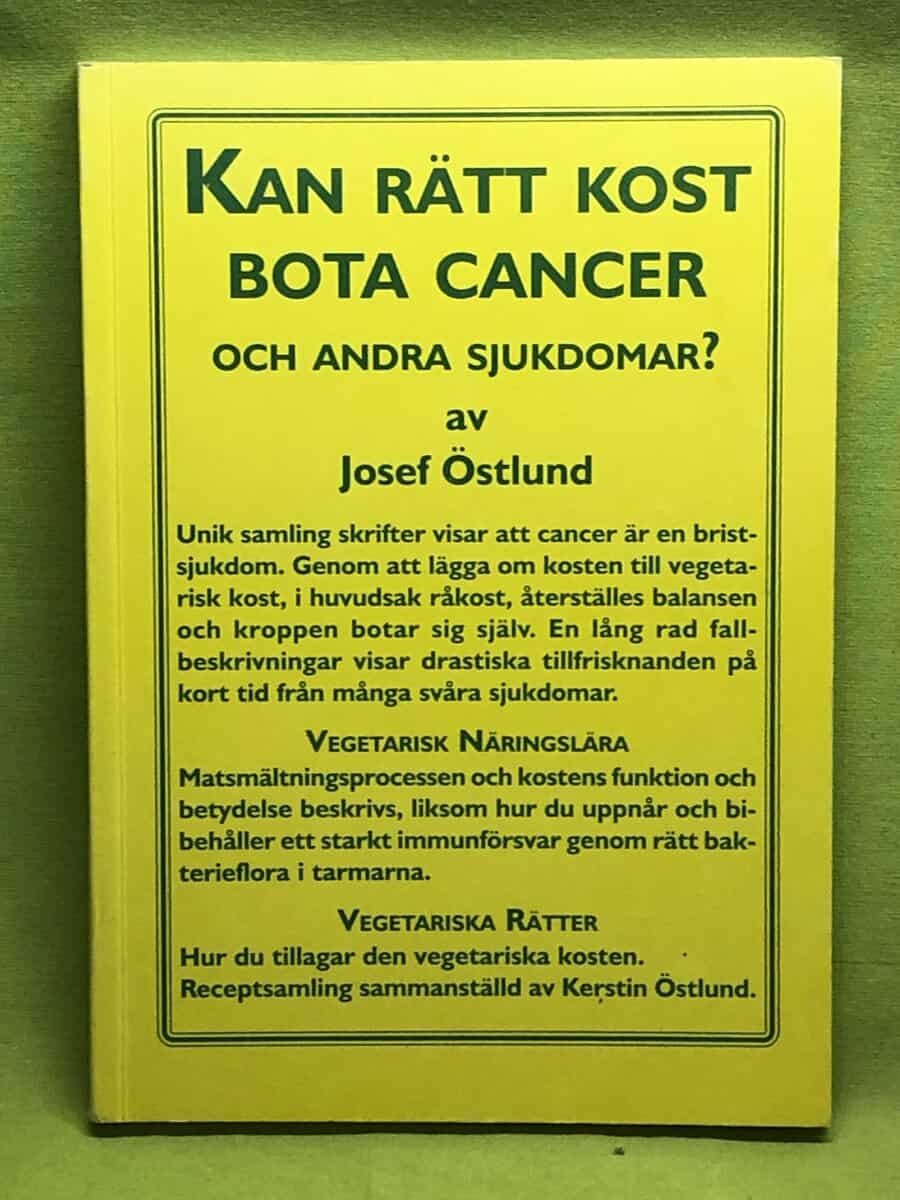 KAN RÄTT KOST
BOTA CANCER
OCH ANDRA SJUKDOMAR?
av
Josef Östlund
Unik samling skrifter visar att cancer är en brist-
sjukdom. Genom att lägga om kosten till vegeta-
risk kost, i huvudsak råkost, återställes balansen
och kroppen botar sig själv. En lång rad fall-
beskrivningar visar drastiska tillfrisknanden på
kort tid från många svåra sjukdomar.
VEGETARISK NÄRINGSLÄRA
Matsmältningsprocessen och kostens funktion och
betydelse beskrivs, liksom hur du uppnår och bi-
behåller ett starkt immunförsvar genom rätt bak-
terieflora i tarmarna.
VEGETARISKA RÄTTER
Hur du tillagar den vegetariska kosten.
Receptsamling sammanställd av Kerstin Östlund.